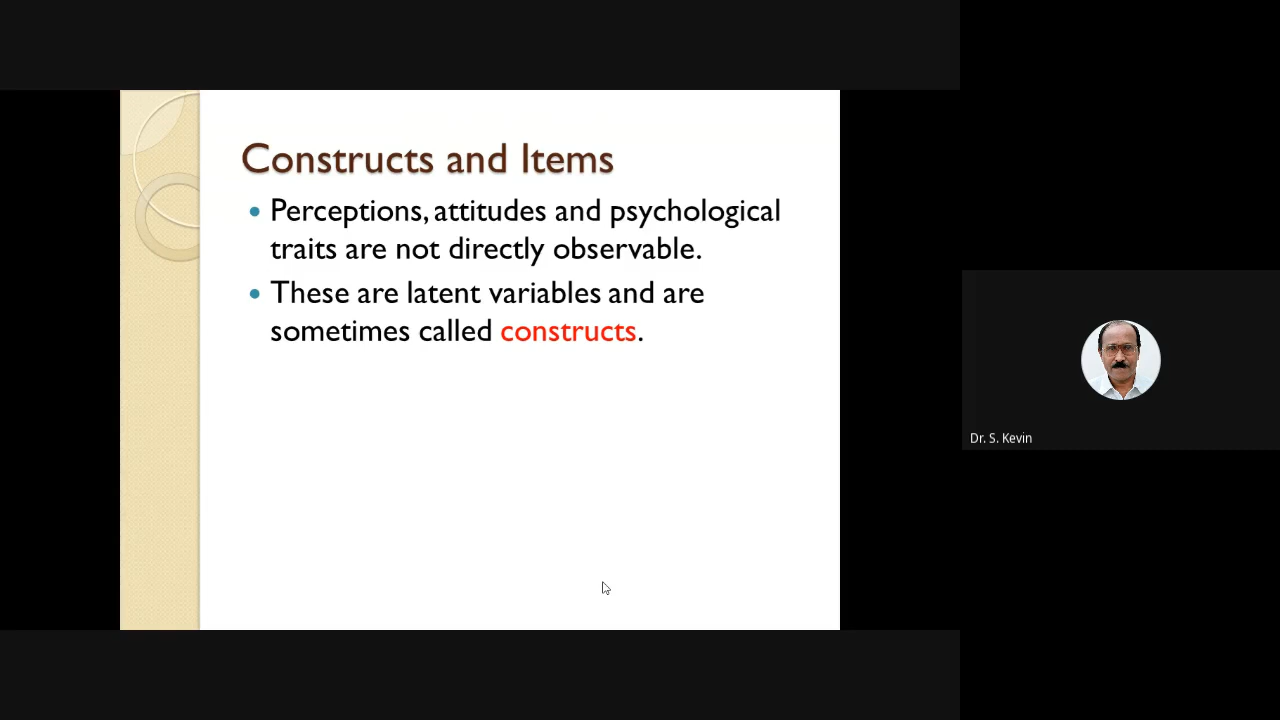 Constructs and Items
Perceptions, attitudes and psychological
traits are not directly observable.
These are latent variables and are
sometimes called constructs.
Dr. S. Kevin